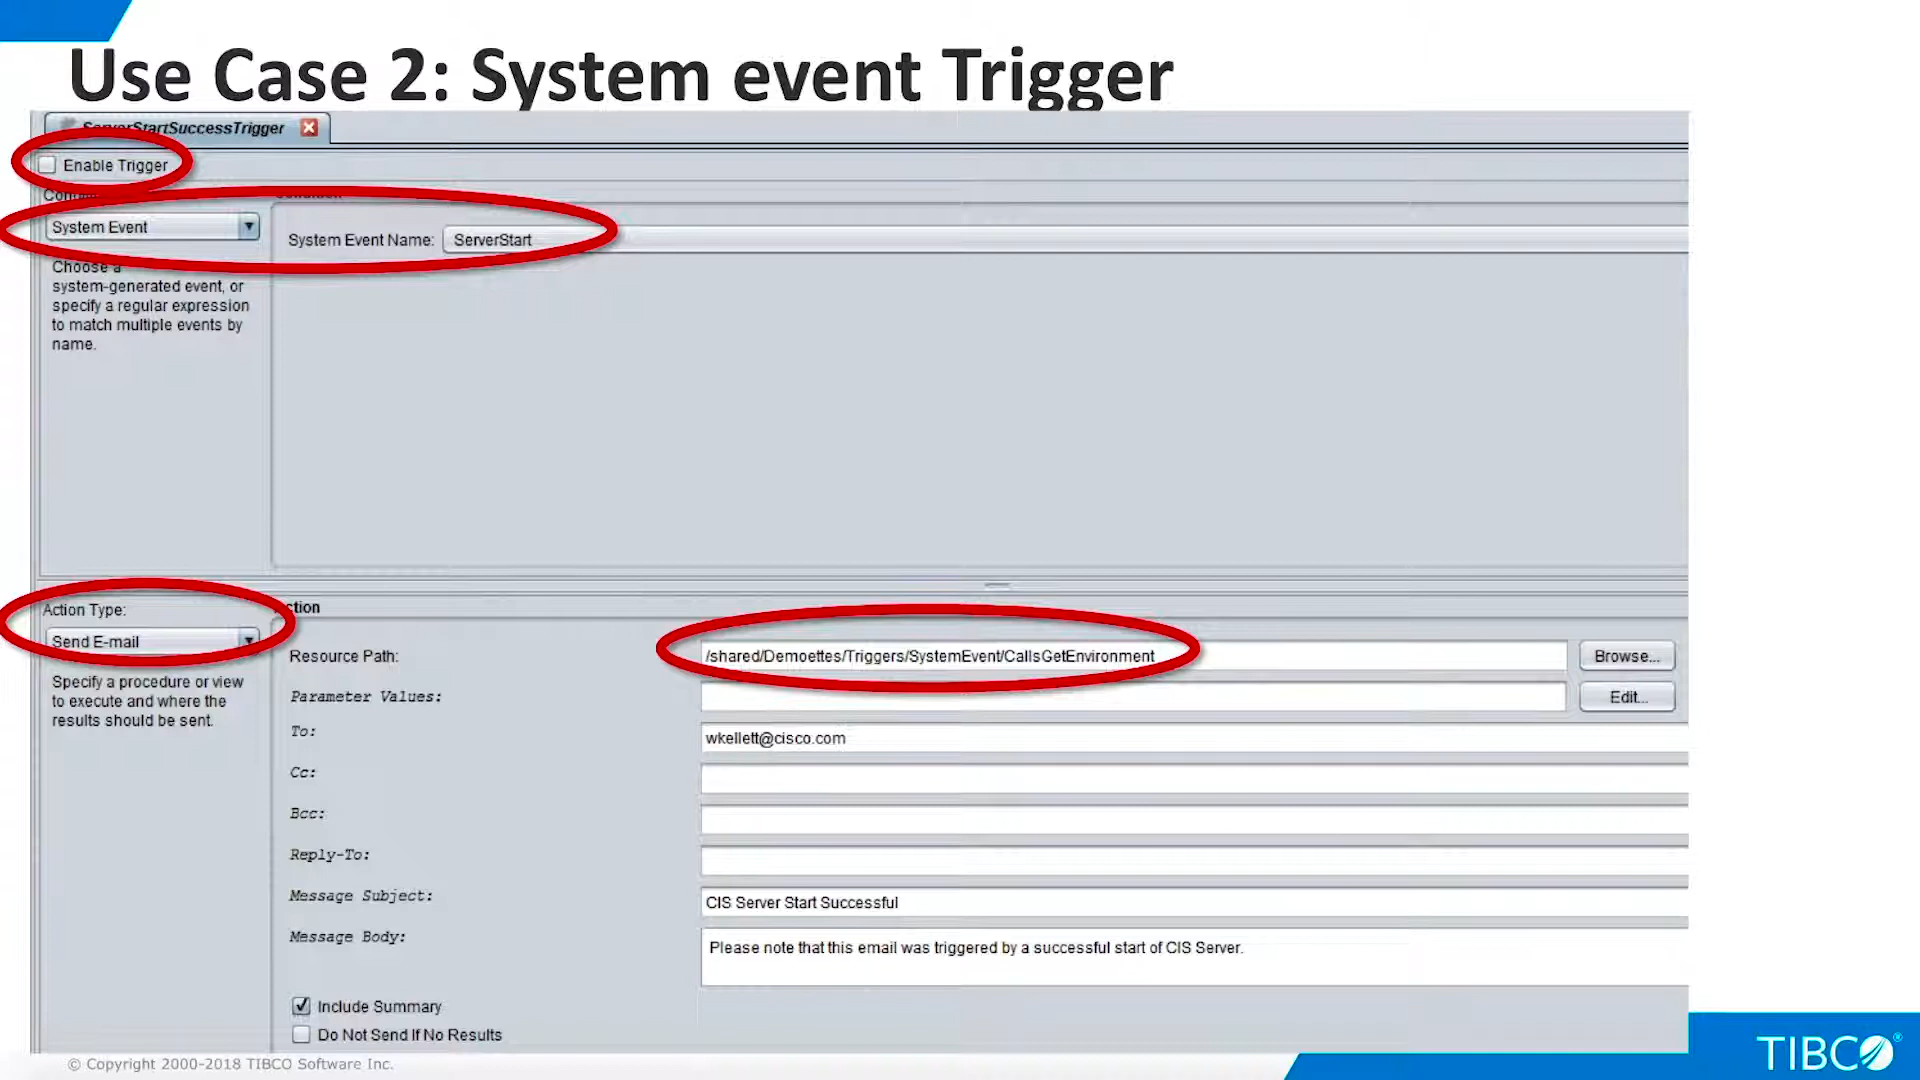 Use Case 2: System event Trigger
ServerStartSuccessTrigger
Enable Trigger
System Event
System Event Name: ServerStart
Choose a
system-generated event, or
specify a regular expression
to match multiple events by
name.
Action Type:
Send E-mail
Specify a procedure or view
to execute and where the
results should be sent.
ction
Resource Path: /shared/Demoettes/Triggers/SystemEvent/CallsGetEnvironment Browse...
Parameter Values: Edit...
To: wkellett@cisco.com
Cc:
Bcc:
Reply-To:
Message Subject: CIS Server Start Successful
Message Body: Please note that this email was triggered by a successful start of CIS Server.
Include Summary
Do Not Send If No Results
© Copyright 2000-2018 TIBCO Software Inc.
TIBCO®